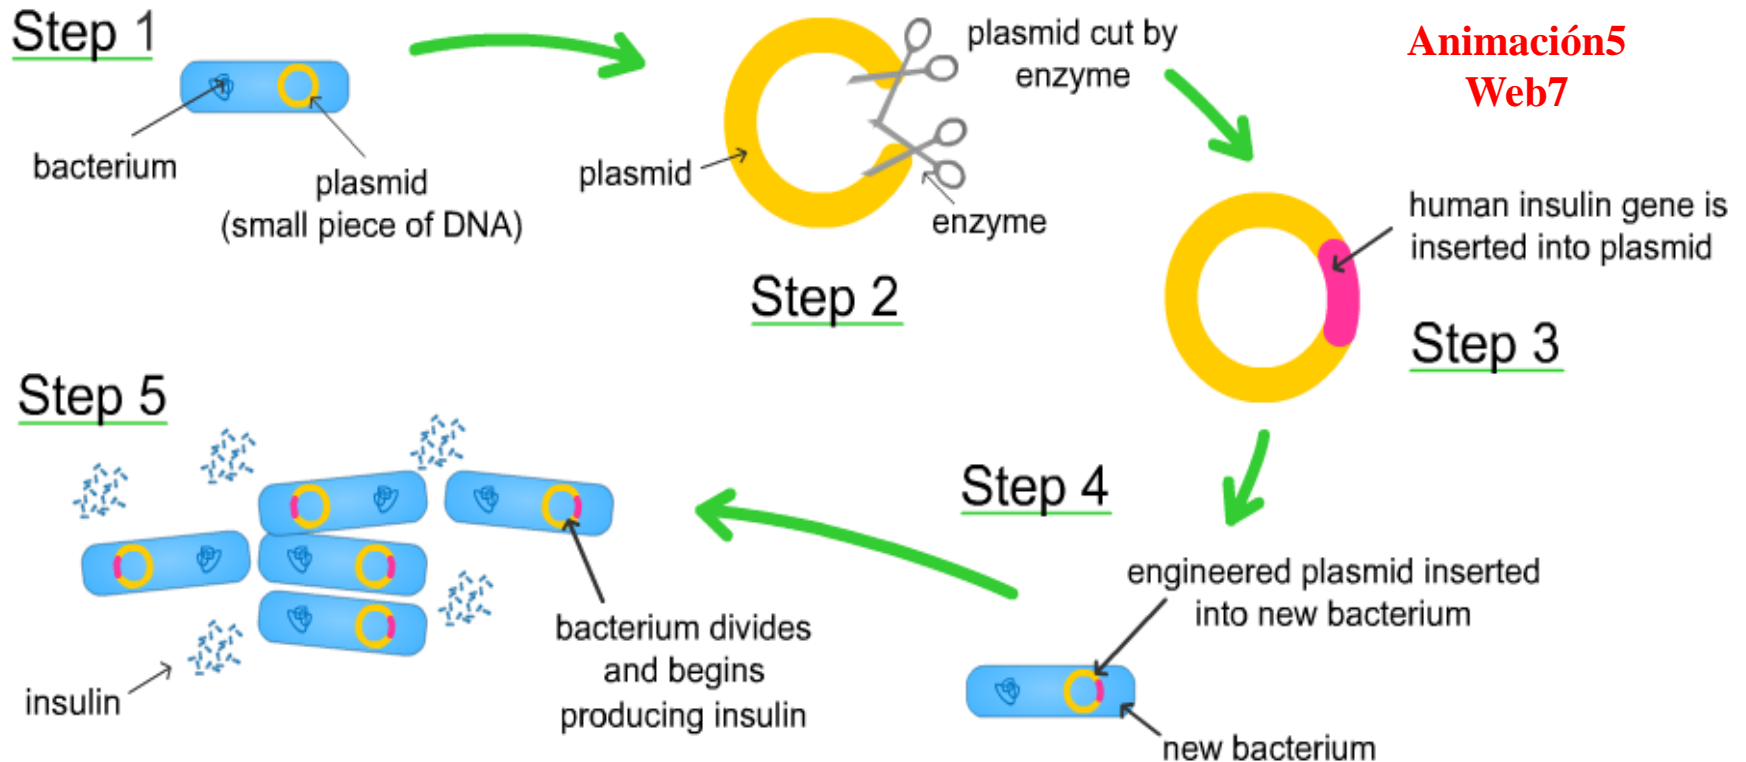 Step 1
bacterium
plasmid
(small piece of DNA)
plasmid
plasmid cut by
enzyme
enzyme
Step 2
Animación5
Web7
human insulin gene is
inserted into plasmid
Step 3
Step 4
engineered plasmid inserted
into new bacterium
new bacterium
Step 5
bacterium divides
and begins
producing insulin
insulin